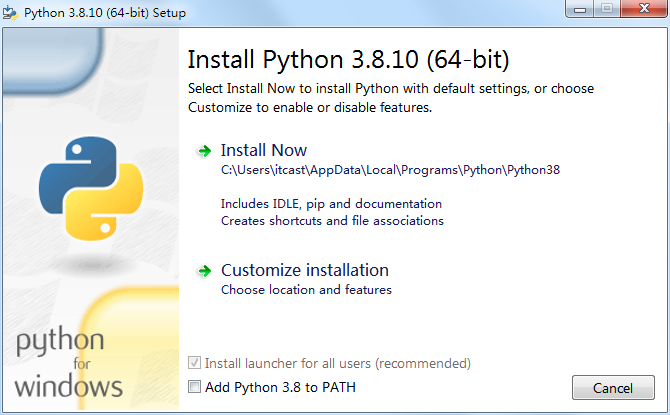 Python 3.8.10 (64-bit) Setup
Install Python 3.8.10 (64-bit)
Select Install Now to install Python with default settings, or choose
Customize to enable or disable features.
Install Now
C:\Users\itcast\AppData\Local\Programs\Python\Python38
Includes IDLE, pip and documentation
Creates shortcuts and file associations
Customize installation
Choose location and features
python
for
windows
Install launcher for all users (recommended)
Add Python 3.8 to PATH
Cancel